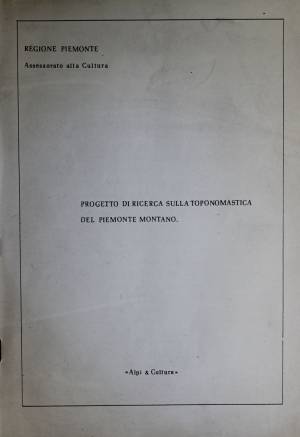 REGIONE PIEMONTE
Assessorato alla Cultura
PROGETTO DI RICERCA SULLA TOPONOMASTICA
DEL PIEMONTE MONTANO.
«Alpi & Cultura»